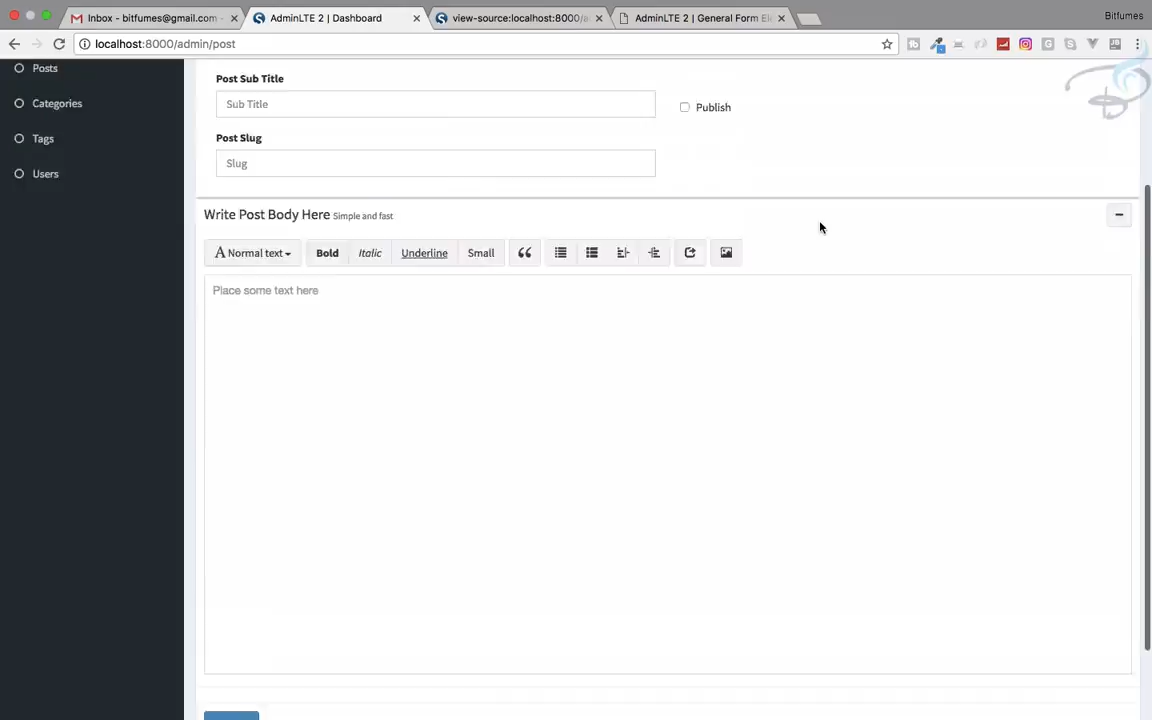 Inbox - bitfumes@gmail.com -
AdminLTE 2 | Dashboard
view-source:localhost:8000/a
AdminLTE 2 | General Form Ele
Bitfumes
localhost:8000/admin/post
Posts
Categories
Tags
Users
Post Sub Title
Sub Title
Publish
Post Slug
Slug
Write Post Body Here Simple and fast
A Normal text
Bold
Italic
Underline
Small
Place some text here